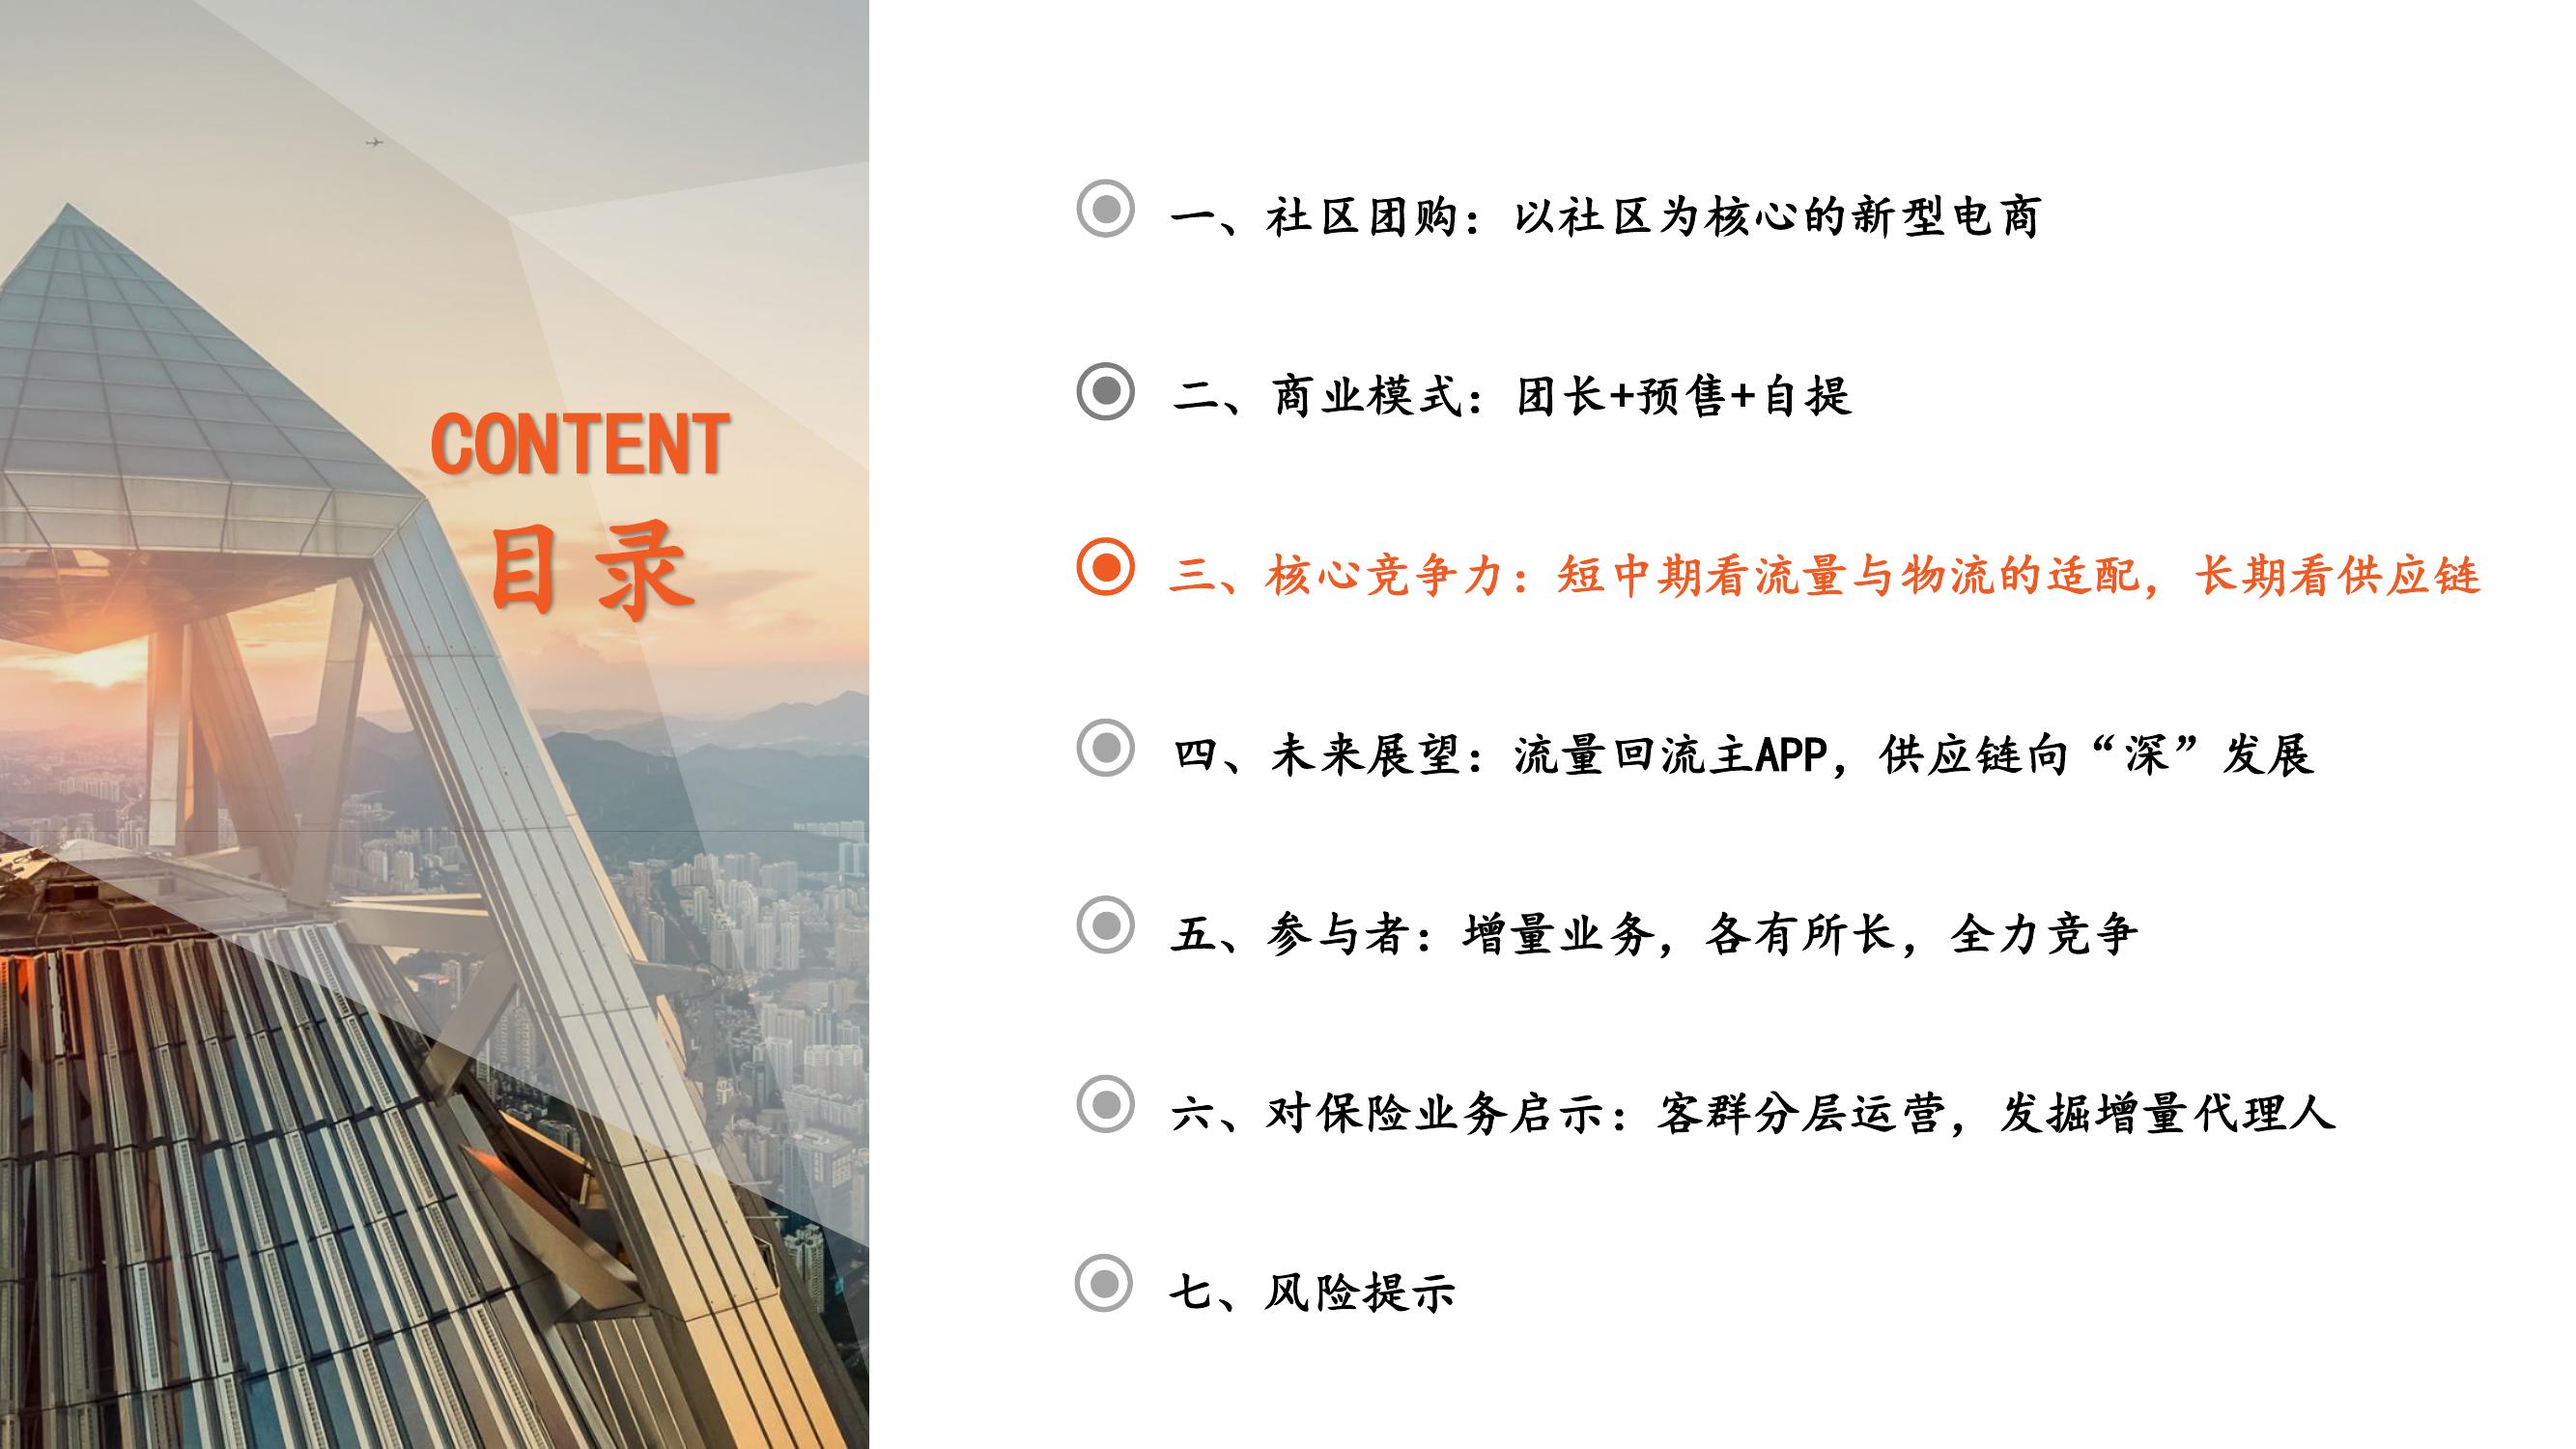 CONTENT
目录
一、社区团购：以社区为核心的新型电商
二、商业模式：团长+预售+自提
三、核心竞争力：短中期看流量与物流的适配，长期看供应链
四、未来展望：流量回流主APP，供应链向“深”发展
五、参与者：增量业务，各有所长，全力竞争
六、对保险业务启示：客群分层运营，发掘增量代理人
七、风险提示